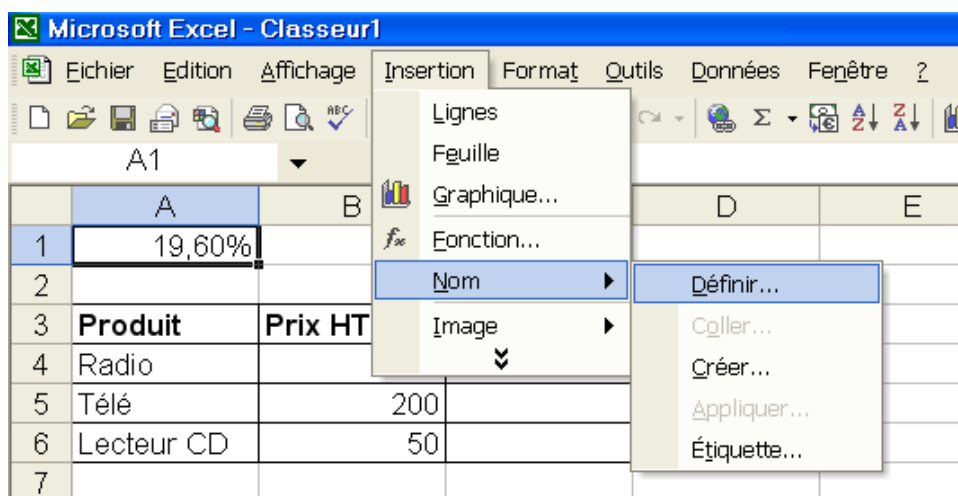 Microsoft Excel - Classeur1
Fichier Edition Affichage Insertion Format Outils Données Fenêtre ?
ABC Σ € A Z Z A
A1
Lignes
Feuille
Graphique...
fx Fonction...
Nom
Image
Définir...
Coller...
Créer...
Appliquer...
Étiquette...
A B D E
1 19,60%
2
3 Produit Prix HT
4 Radio
5 Télé 200
6 Lecteur CD 50
7